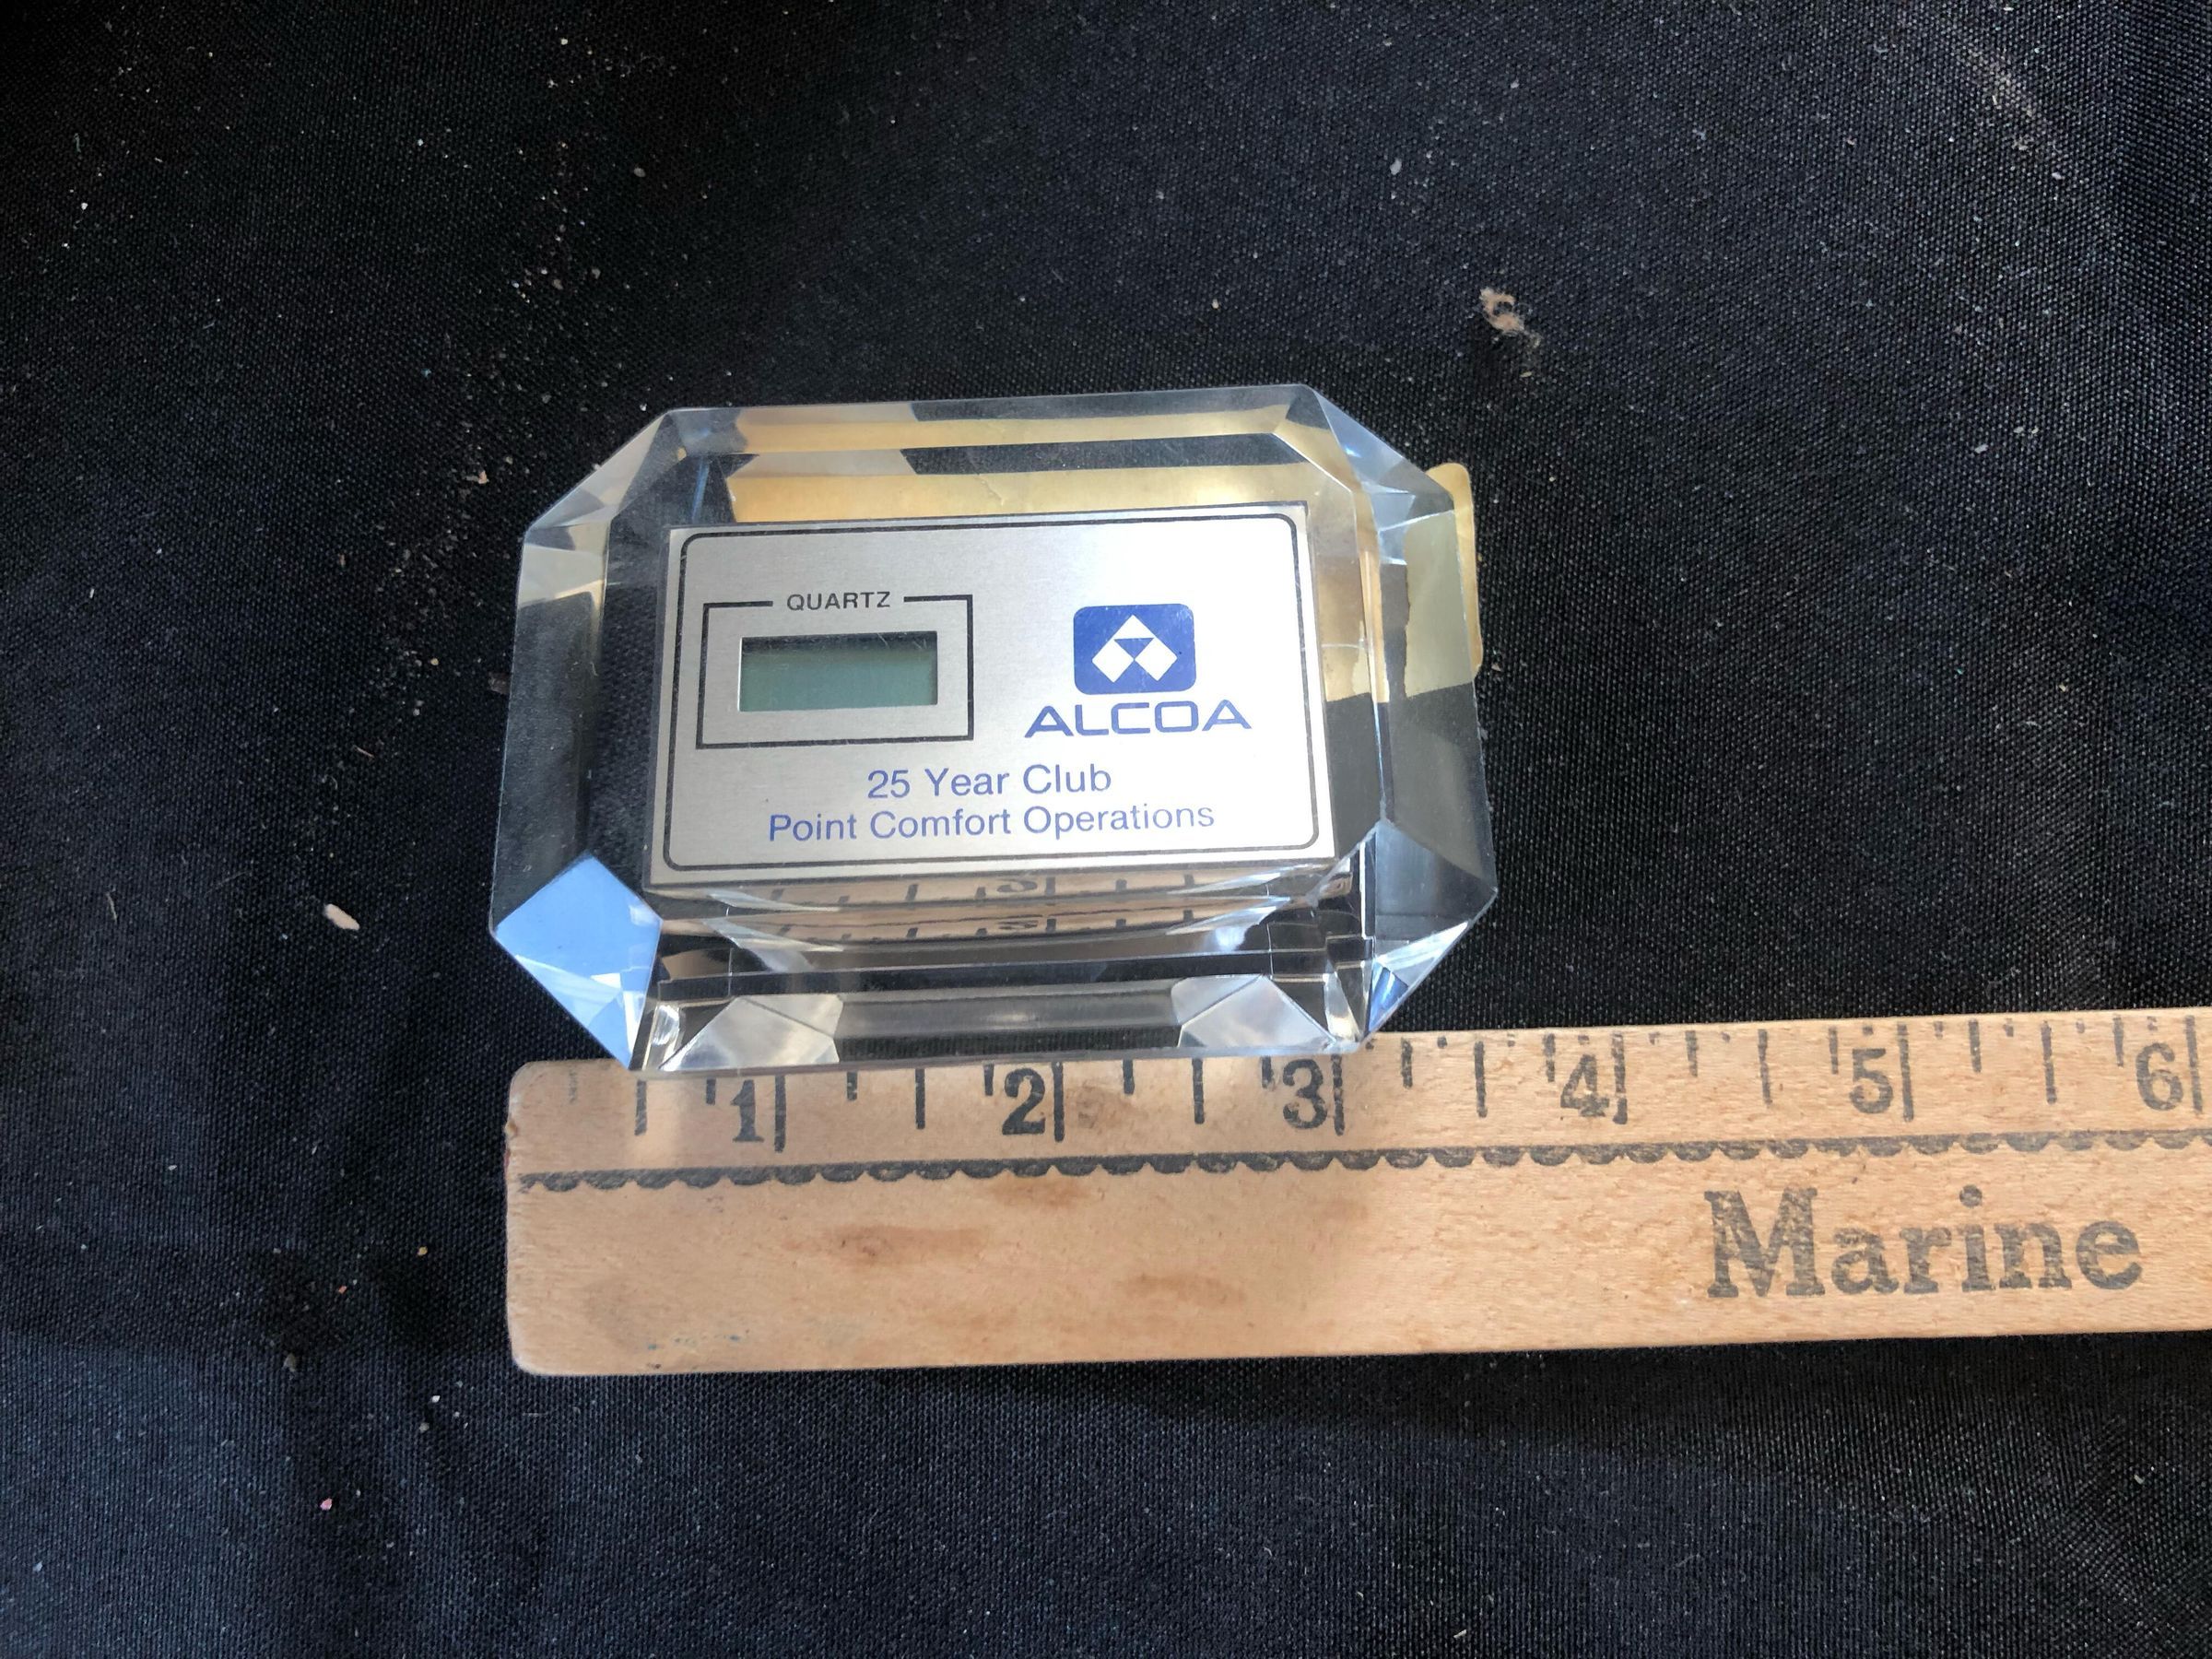 QUARTZ
ALCOA
25 Year Club
Point Comfort Operations
1 2 3 4 5 6
Marine